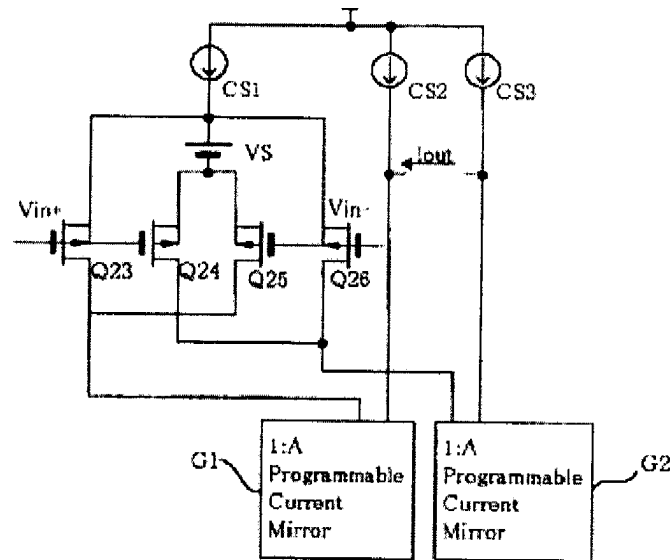 CS1
CS2
CS3
Iout
VS
Vin+
Vin-
Q23
Q24
Q25
Q26
G1
1:A
Programmable
Current
Mirror
1:A
Programmable
Current
Mirror
G2